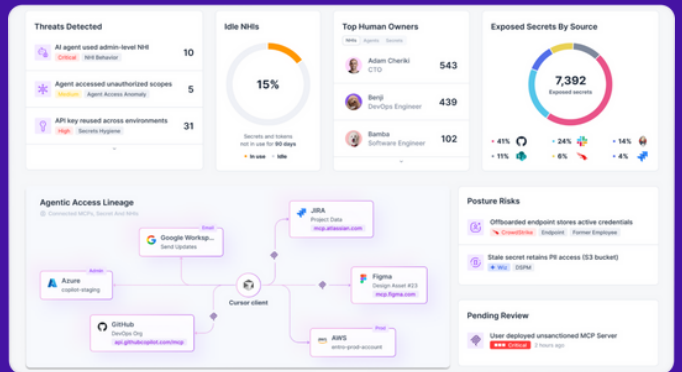 Threats Detected
AI agent used admin-level NHI
Critical NHI Behavior
10
Agent accessed unauthorized scopes
Medium Agent Access Anomaly
5
API key reused across environments
High Secrets Hygiene
31
Idle NHIs
15%
Secrets and tokens
not in use for 90 days
In use Idle
Top Human Owners
NHIs Agents Secrets
Adam Cheriki
CTO
543
Benji
DevOps Engineer
439
Bamba
Software Engineer
102
Exposed Secrets By Source
7,392
Exposed secrets
41% 24% 14%
11% 6% 4%
Agentic Access Lineage
Connected MCPs, Secret And NHIs
Email
Google Worksp...
Send Updates
JIRA
Project Data
mcp.atlassian.com
Admin
Azure
copilot-staging
Cursor client
Figma
Design Asset #23
mcp.figma.com
GitHub
DevOps Org
api.githubcopilot.com/mcp
Prod
aws
AWS
entro-prod-account
Posture Risks
Offboarded endpoint stores active credentials
CrowdStrike Endpoint Former Employee
Stale secret retains PII access (S3 bucket)
Wiz DSPM
Pending Review
User deployed unsanctioned MCP Server
Critical 2 hours ago